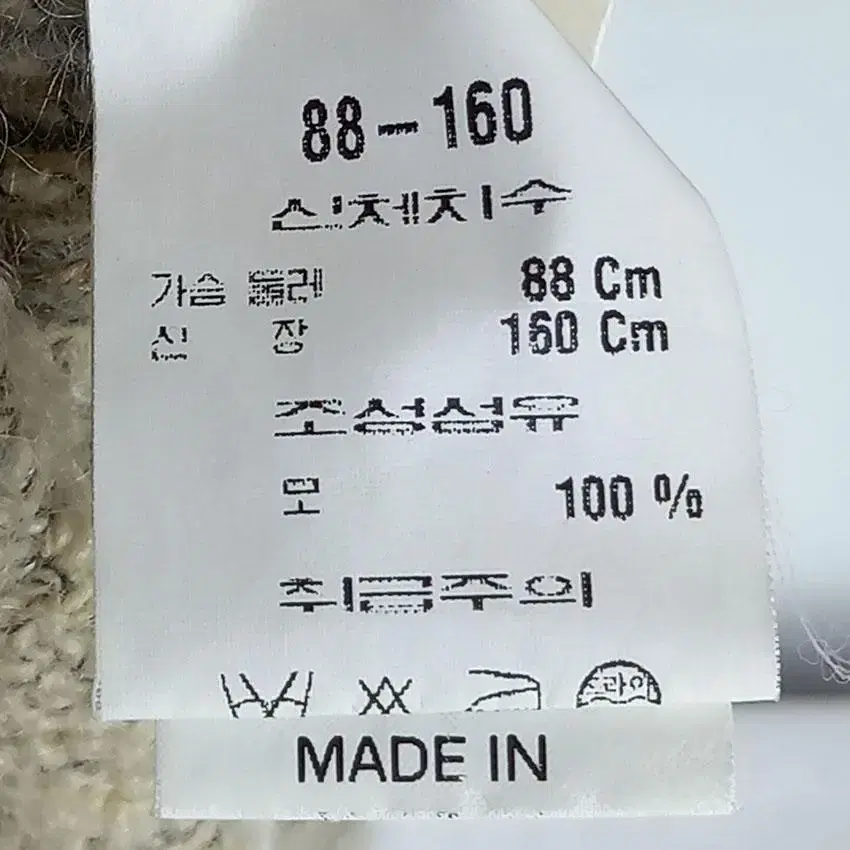 88-160
신체치수
가슴 둘레 88 Cm
신 장 160 Cm
조성섬유
모 100 %
취급주의
드라이
MADE IN